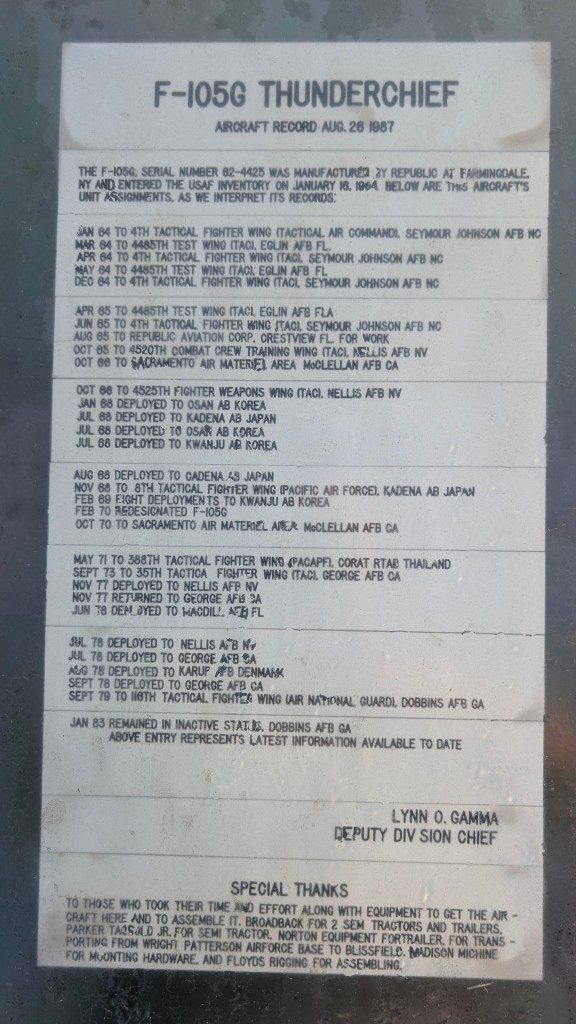 F-105G THUNDERCHIEF
AIRCRAFT RECORD AUG. 26 1987
THE F-105G, SERIAL NUMBER 62-4425 WAS MANUFACTURED BY REPUBLIC AT FARMINGDALE,
NY AND ENTERED THE USAF INVENTORY ON JANUARY 16, 1964. BELOW ARE THIS AIRCRAFT'S
UNIT ASSIGNMENTS, AS WE INTERPRET ITS RECORDS:
JAN 64 TO 4TH TACTICAL FIGHTER WING (TACTICAL AIR COMMAND), SEYMOUR JOHNSON AFB NC
MAR 64 TO 4485TH TEST WING (TAC), EGLIN AFB FL
APR 64 TO 4TH TACTICAL FIGHTER WING (TAC), SEYMOUR JOHNSON AFB NC
MAY 64 TO 4485TH TEST WING (TAC), EGLIN AFB FL
DEC 64 TO 4TH TACTICAL FIGHTER WING (TAC), SEYMOUR JOHNSON AFB NC
APR 65 TO 4485TH TEST WING (TAC), EGLIN AFB FLA
JUN 65 TO 4TH TACTICAL FIGHTER WING (TAC), SEYMOUR JOHNSON AFB NC
AUG 65 TO REPUBLIC AVIATION CORP, CRESTVIEW FL, FOR WORK
OCT 65 TO 4520TH COMBAT CREW TRAINING WING (TAC), NELLIS AFB NV
OCT 66 TO SACRAMENTO AIR MATERIEL AREA McCLELLAN AFB CA
OCT 66 TO 4525TH FIGHTER WEAPONS WING (TAC), NELLIS AFB NV
JAN 68 DEPLOYED TO OSAN AB KOREA
JUL 68 DEPLOYED TO KADENA AB JAPAN
JUL 68 DEPLOYED TO OSAK AB KOREA
JUL 68 DEPLOYED TO KWANJU AB KOREA
AUG 68 DEPLOYED TO CADENA AB JAPAN
NOV 68 TO 8TH TACTICAL FIGHTER WING (PACIFIC AIR FORCE), KADENA AB JAPAN
FEB 69 EIGHT DEPLOYMENTS TO KWANJU AB KOREA
FEB 70 REDESIGNATED F-105G
OCT 70 TO SACRAMENTO AIR MATERIEL AREA McCLELLAN AFB CA
MAY 71 TO 388TH TACTICAL FIGHTER WING (PACAPF), CORAT RTAB THAILAND
SEPT 73 TO 35TH TACTICA FIGHTER WING (TAC), GEORGE AFB CA
NOV 77 DEPLOYED TO NELLIS AFB NV
NOV 77 RETURNED TO GEORGE AFB CA
JUN 78 DEPLOYED TO MACDILL AFB FL
JUL 78 DEPLOYED TO NELLIS AFB NV
JUL 78 DEPLOYED TO GEORGE AFB CA
AUG 78 DEPLOYED TO KARUP AFB DENMARK
SEPT 78 DEPLOYED TO GEORGE AFB CA
SEPT 79 TO 116TH TACTICAL FIGHTER WING (AIR NATIONAL GUARD), DOBBINS AFB GA
JAN 83 REMAINED IN INACTIVE STATUS, DOBBINS AFB GA
ABOVE ENTRY REPRESENTS LATEST INFORMATION AVAILABLE TO DATE
LYNN O. GAMMA
DEPUTY DIV SION CHIEF
SPECIAL THANKS
TO THOSE WHO TOOK THEIR TIME AND EFFORT ALONG WITH EQUIPMENT TO GET THE AIR-
CRAFT HERE AND TO ASSEMBLE IT. BROADBACK FOR 2 SEM TRACTORS AND TRAILERS,
PARKER JR. FOR SEMI TRACTOR, NORTON EQUIPMENT FORTRAILER, FOR TRANS-
PORTING FROM WRIGHT PATTERSON AIRFORCE BASE TO BLISSFIELD, MADISON MICHINE
FOR MOUNTING HARDWARE, AND FLOYDS RIGGING FOR ASSEMBLING.